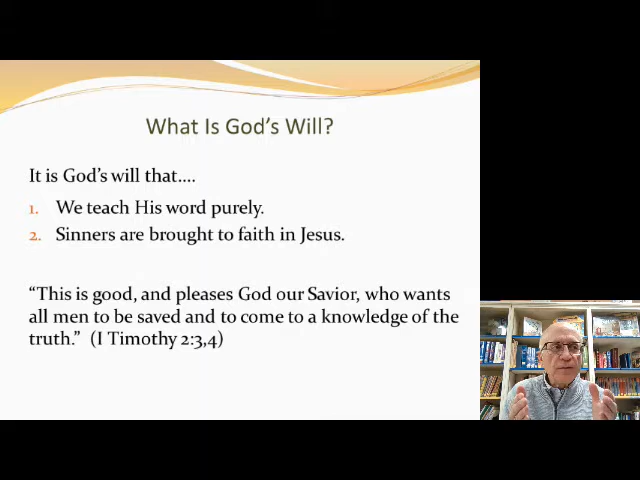 What Is God's Will?
It is God's will that....
1. We teach His word purely.
2. Sinners are brought to faith in Jesus.
“This is good, and pleases God our Savior, who wants
all men to be saved and to come to a knowledge of the
truth.” (I Timothy 2:3,4)